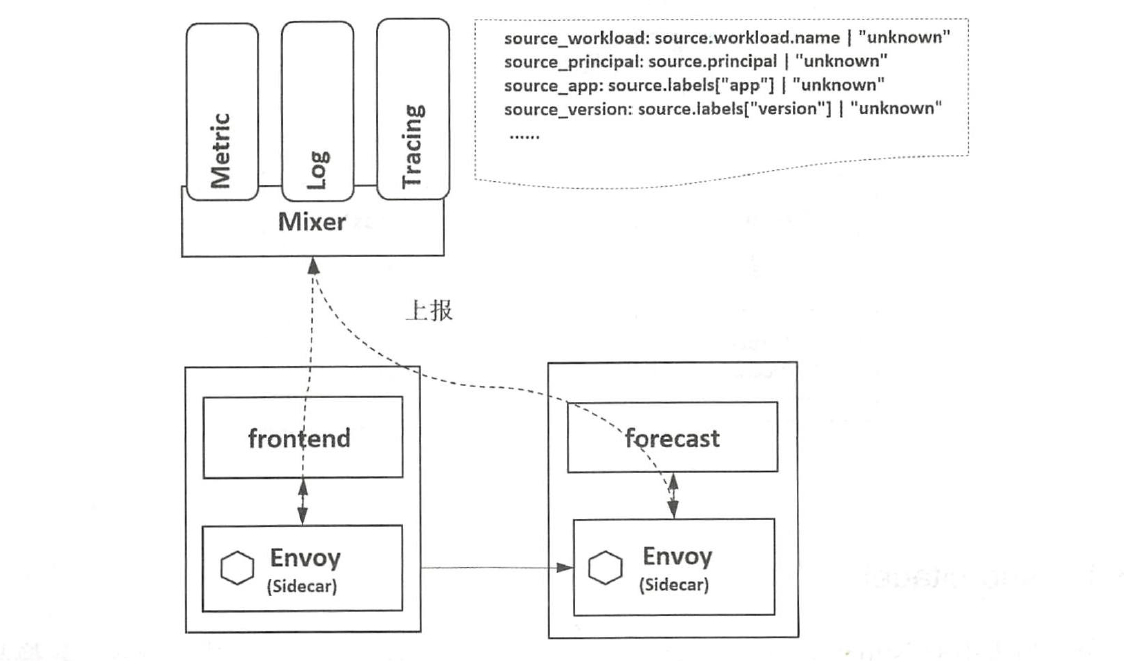 source_workload: source.workload.name | "unknown"
source_principal: source.principal | "unknown"
source_app: source.labels["app"] | "unknown"
source_version: source.labels["version"] | "unknown"
......
Metric
Log
Tracing
Mixer
上报
frontend
forecast
Envoy
(Sidecar)
Envoy
(Sidecar)